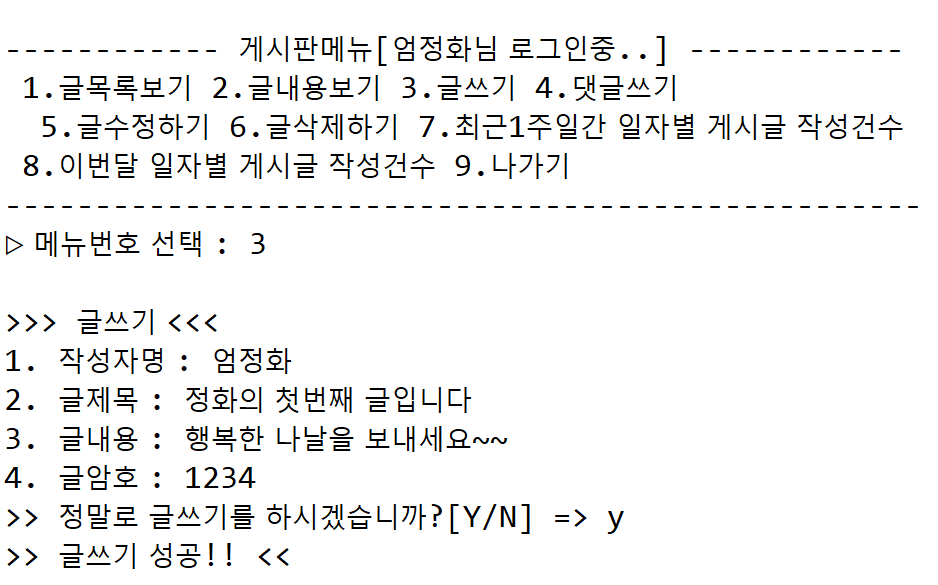 ------------ 게시판메뉴[엄정화님 로그인중..] ------------
1.글목록보기 2.글내용보기 3.글쓰기 4.댓글쓰기
5.글수정하기 6.글삭제하기 7.최근1주일간 일자별 게시글 작성건수
8.이번달 일자별 게시글 작성건수 9.나가기
---------------------------------------------------
▷ 메뉴번호 선택 : 3
>>> 글쓰기 <<<
1. 작성자명 : 엄정화
2. 글제목 : 정화의 첫번째 글입니다
3. 글내용 : 행복한 나날을 보내세요~~
4. 글암호 : 1234
>> 정말로 글쓰기를 하시겠습니까?[Y/N] => y
>> 글쓰기 성공!! <<